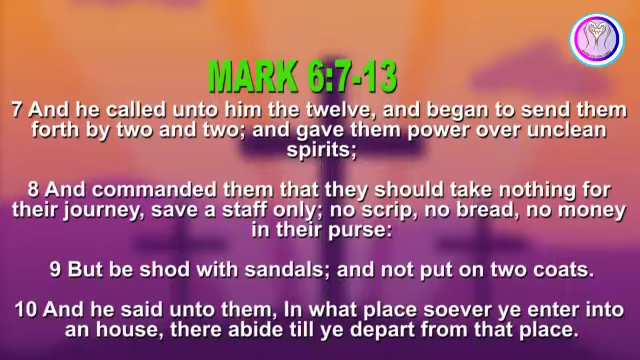 MARK 6:7-13
7 And he called unto him the twelve, and began to send them
forth by two and two; and gave them power over unclean
spirits;
8 And commanded them that they should take nothing for
their journey, save a staff only; no scrip, no bread, no money
in their purse:
9 But be shod with sandals; and not put on two coats.
10 And he said unto them, In what place soever ye enter into
an house, there abide till ye depart from that place.